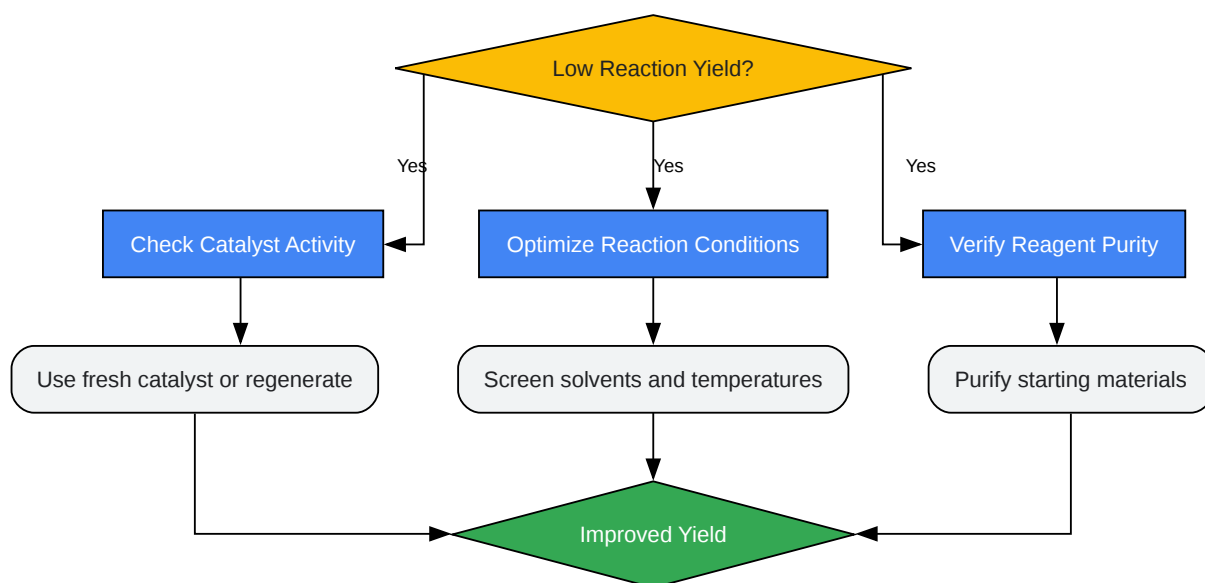 Low Reaction Yield?
Yes
Yes
Yes
Check Catalyst Activity
Optimize Reaction Conditions
Verify Reagent Purity
Use fresh catalyst or regenerate
Screen solvents and temperatures
Purify starting materials
Improved Yield